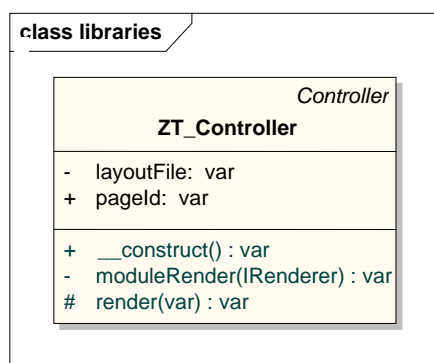 class libraries
Controller
ZT_Controller
- layoutFile: var
+ pageId: var
+ __construct() : var
- moduleRender(IRenderer) : var
# render(var) : var